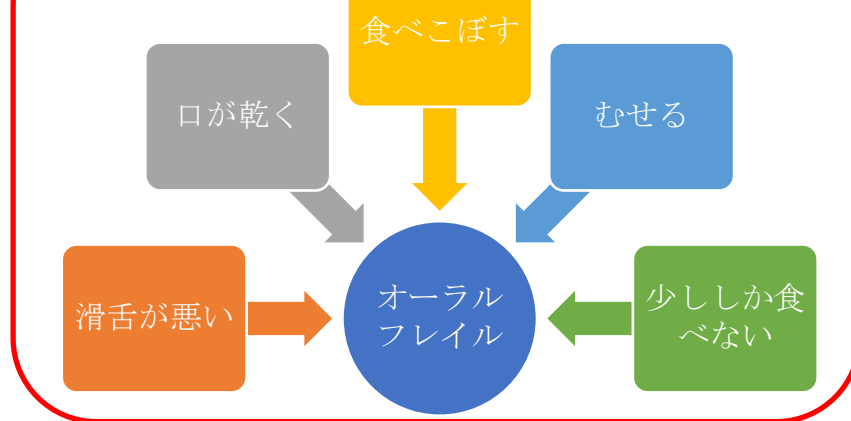 食べこぼす
口が乾く
むせる
滑舌が悪い
オーラル
フレイル
少ししか食
べない